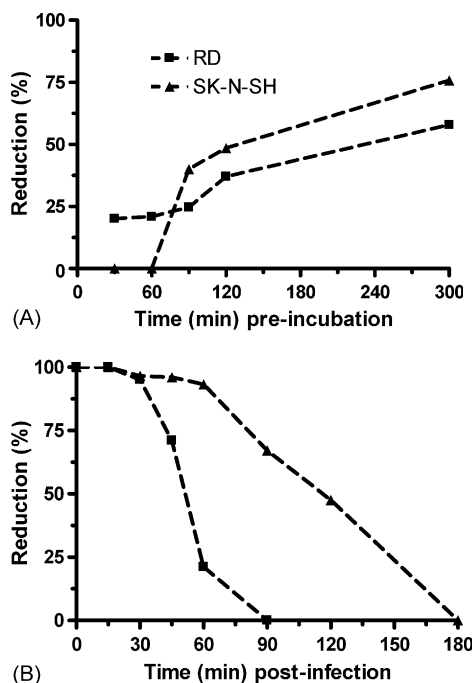 100
75
50
25
0
Reduction (%)
RD
SK-N-SH
0 60 120 180 240 300
(A) Time (min) pre-incubation
100
75
50
25
0
Reduction (%)
0 30 60 90 120 150 180
(B) Time (min) post-infection